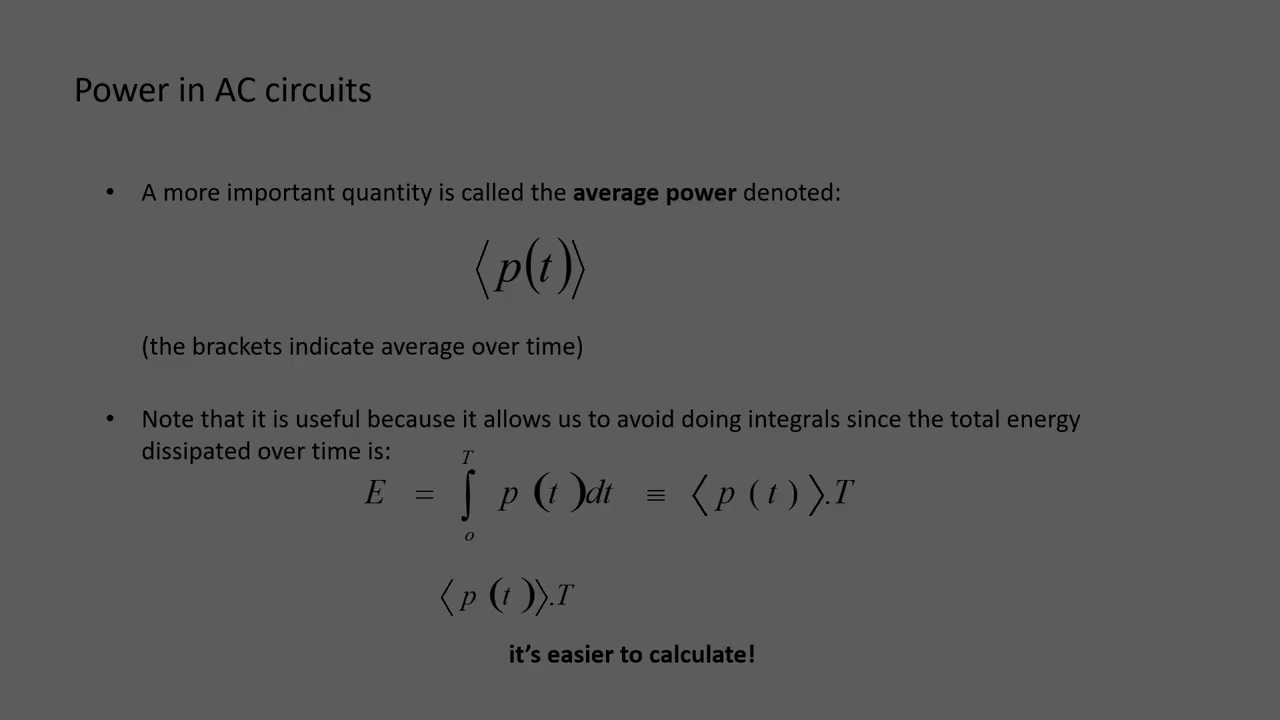 Power in AC circuits
• A more important quantity is called the average power denoted:
⟨p(t)⟩
(the brackets indicate average over time)
• Note that it is useful because it allows us to avoid doing integrals since the total energy
dissipated over time is:
E = ∫ₒᵀ p (t )dt ≡ ⟨ p ( t ) ⟩.T
⟨ p (t )⟩.T
it’s easier to calculate!